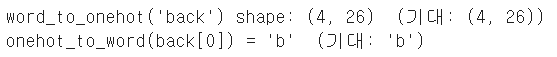 word_to_onehot('back') shape: (4, 26)  (기대: (4, 26))
onehot_to_word(back[0]) = 'b'  (기대: 'b')